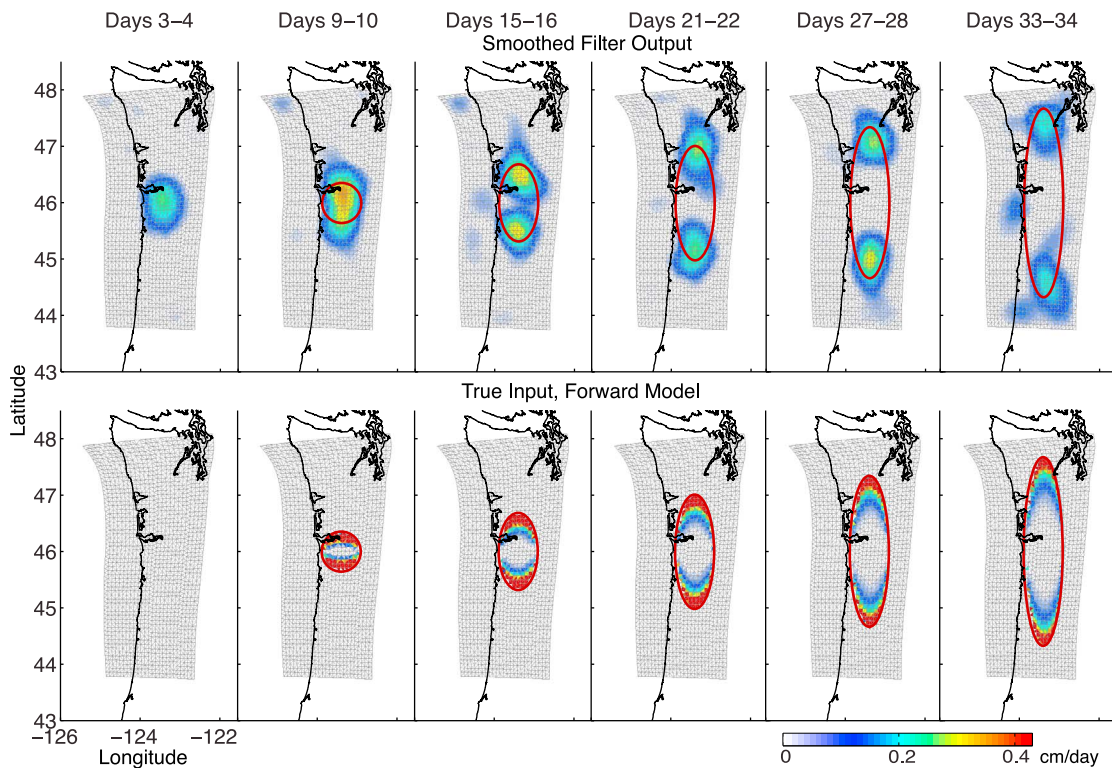 Days 3–4 Days 9–10 Days 15–16 Days 21–22 Days 27–28 Days 33–34
Smoothed Filter Output
48
47
46
45
44
43
True Input, Forward Model
Latitude
48
47
46
45
44
43
−126 −124 −122
Longitude
0 0.2 0.4 cm/day